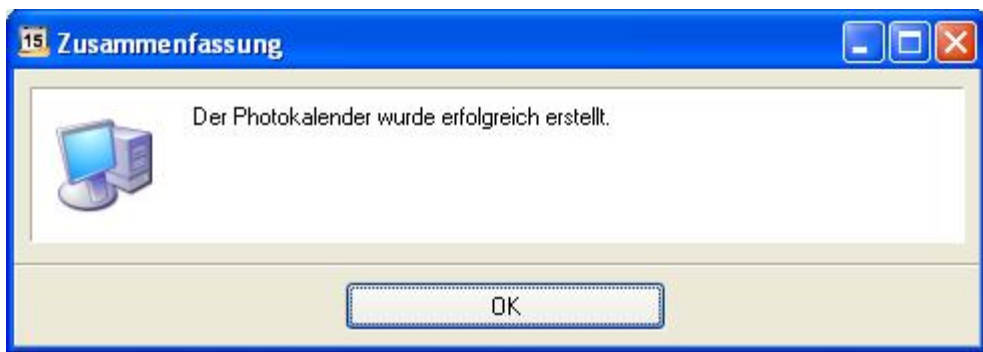 15 Zusammenfassung
Der Photokalender wurde erfolgreich erstellt.
OK